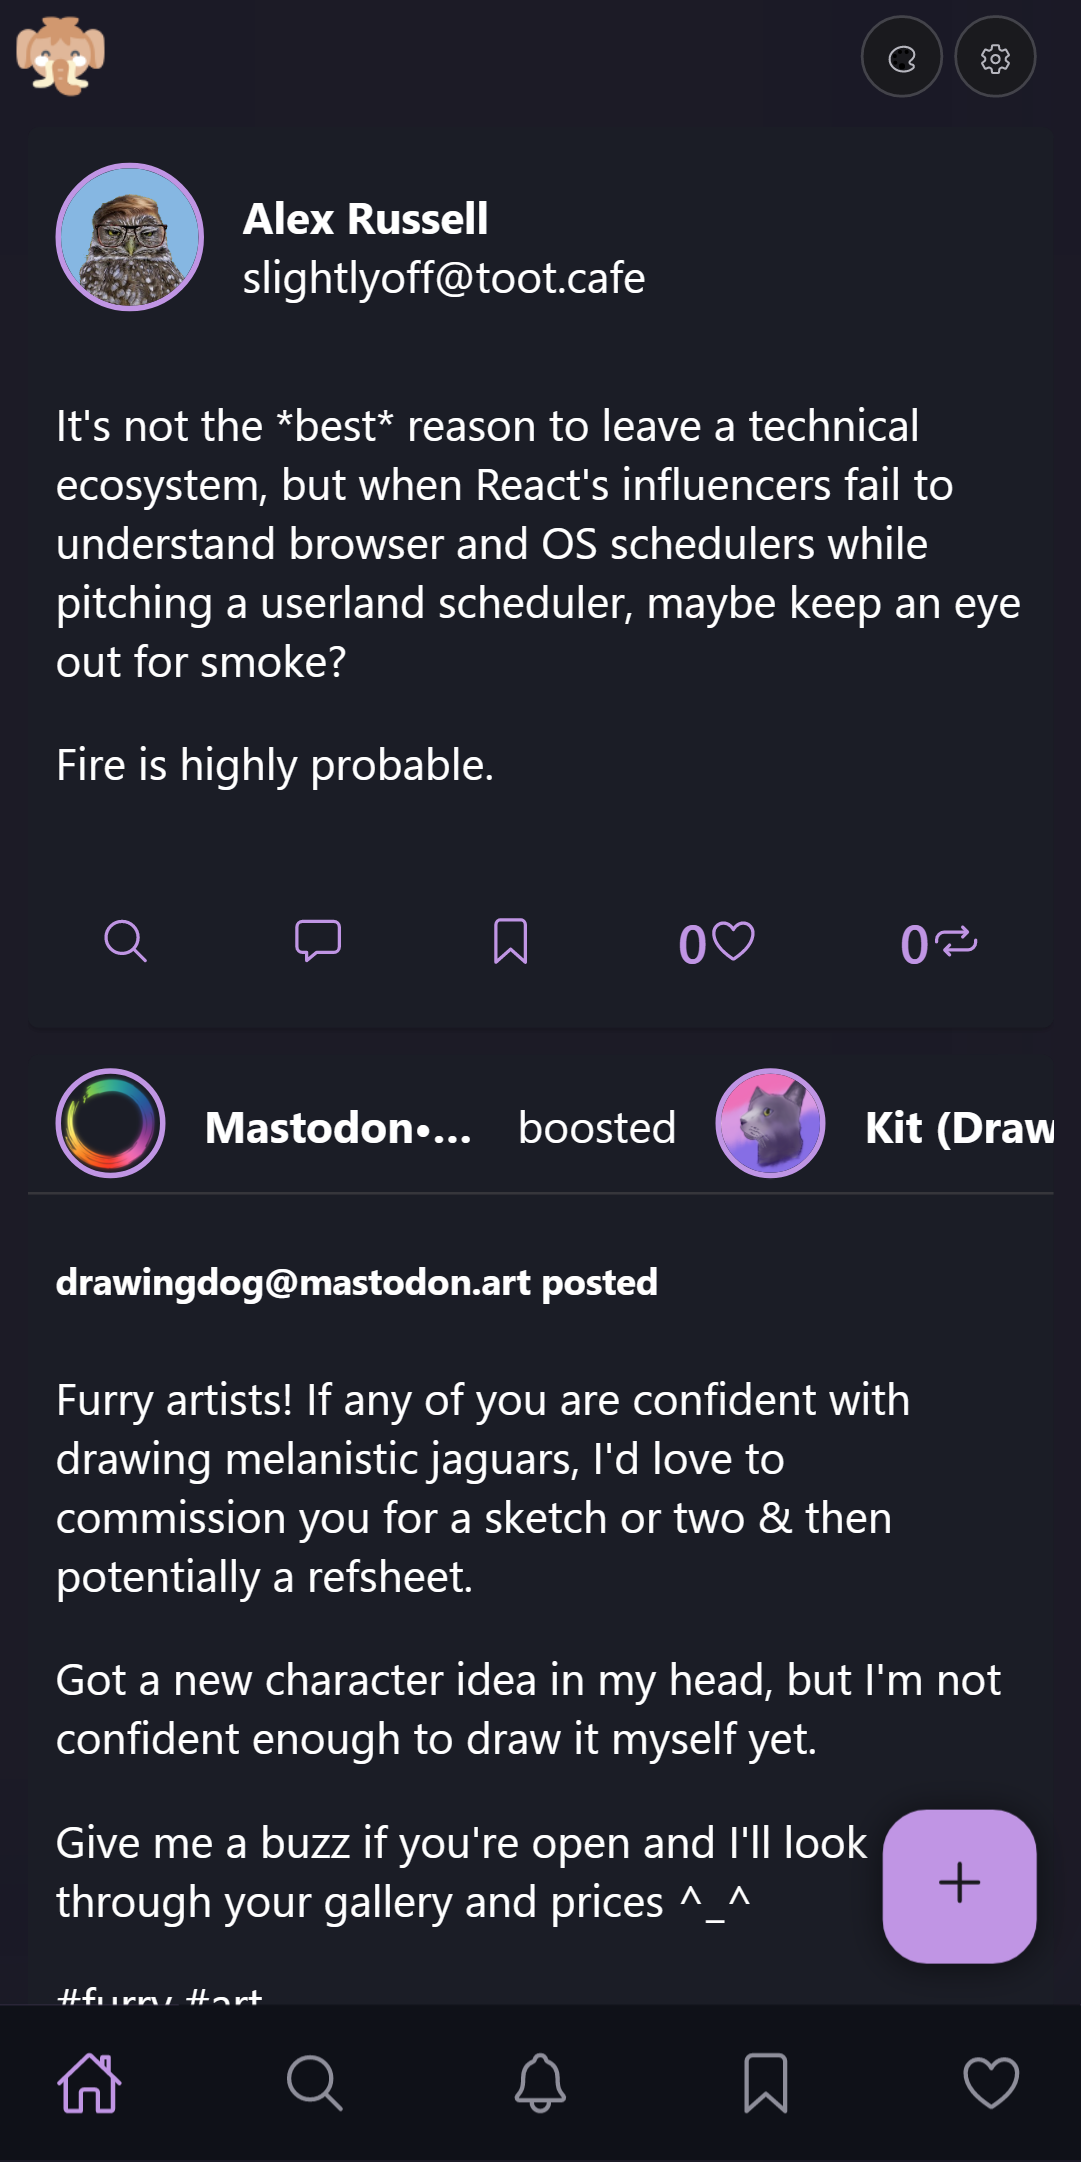 Alex Russell
slightlyoff@toot.cafe
It's not the *best* reason to leave a technical
ecosystem, but when React's influencers fail to
understand browser and OS schedulers while
pitching a userland scheduler, maybe keep an eye
out for smoke?
Fire is highly probable.
0 0
Mastodon•... boosted Kit (Draw
drawingdog@mastodon.art posted
Furry artists! If any of you are confident with
drawing melanistic jaguars, I'd love to
commission you for a sketch or two & then
potentially a refsheet.
Got a new character idea in my head, but I'm not
confident enough to draw it myself yet.
Give me a buzz if you're open and I'll look
through your gallery and prices ^_^
#furry #art